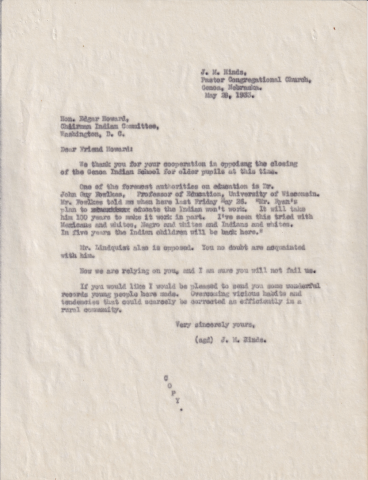 J. M. Hinds,
Pastor Congregational Church,
Genoa, Nebraska.
May 28, 1933.
Hon. Edgar Howard,
Chairman Indian Committee,
Washington, D. C.
Dear Friend Howard:
We thank you for your cooperation in opposing the closing
of the Genoa Indian School for older pupils at this time.
One of the foremost authorities on education is Dr.
John Guy Fowlkes. Professor of Education, University of Wisconsin.
Mr. Fowlkes told me when here last Friday May 26. "Mr. Ryan's
plan to educate the Indian won't work. It will take
him 100 years to make it work in part. I've seen this tried with
Mexicans and whites, Negro and Whites and Indians and whites.
In five years the Indian children will be back here."
Mr. Lindquist also is opposed. You no doubt are acquainted
with him.
Now we are relying on you, and I am sure you will not fail us.
If you would like I would be pleased to send you some wonderful
records young people have made. Overcoming vicious habits and
tendencies that could scarcely be corrected as efficiently in a
rural community.
Very sincerely yours,
(sgd) J. M. Hinds.
C
O
P
Y
.